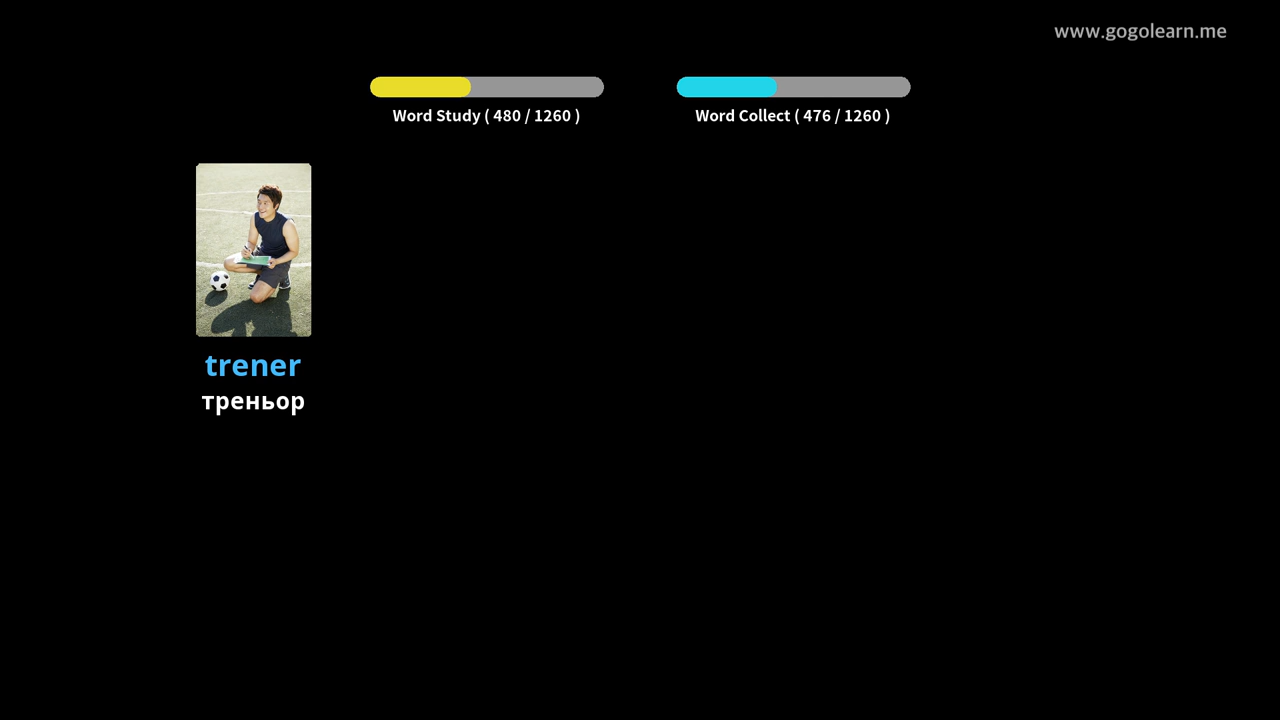 www.gogolearn.me
Word Study ( 480 / 1260 )
Word Collect ( 476 / 1260 )
trener
треньор